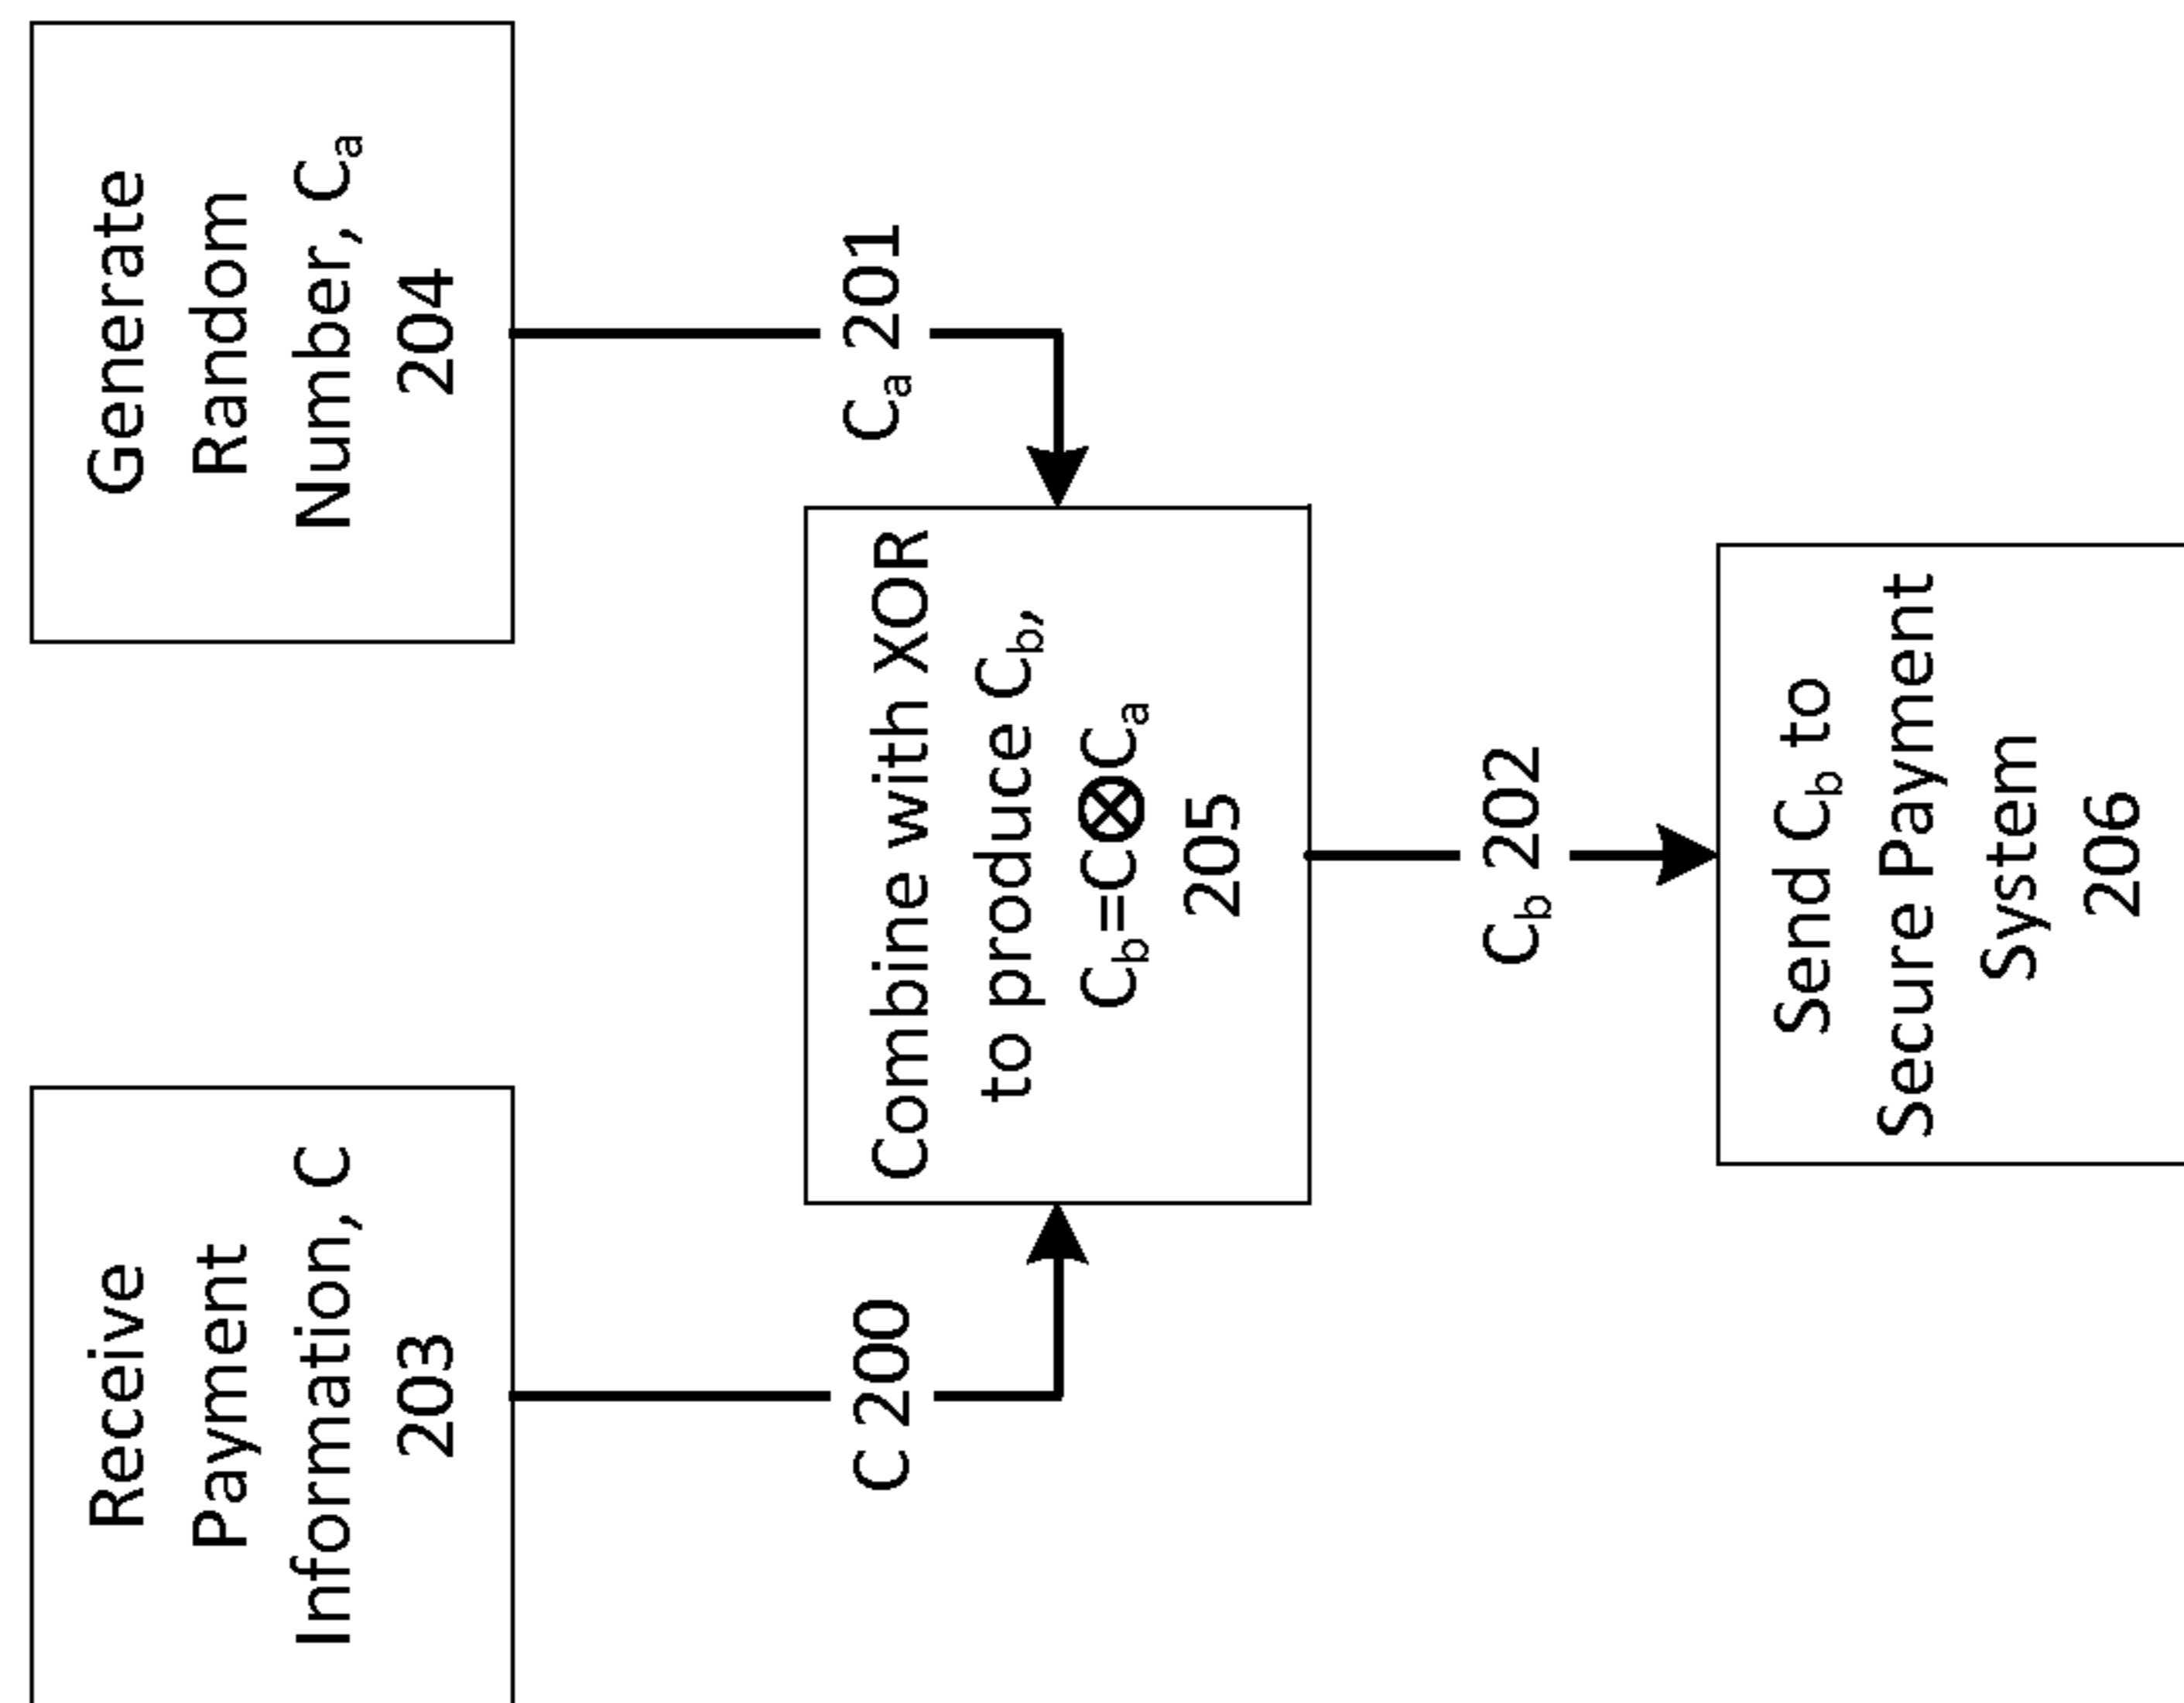 Receive
Payment
Information, C
203
Generate
Random
Number, Cₐ
204
C 200
Cₐ 201
Combine with XOR
to produce C_b,
C_b=C⊗Cₐ
205
C_b 202
Send C_b to
Secure Payment
System
206